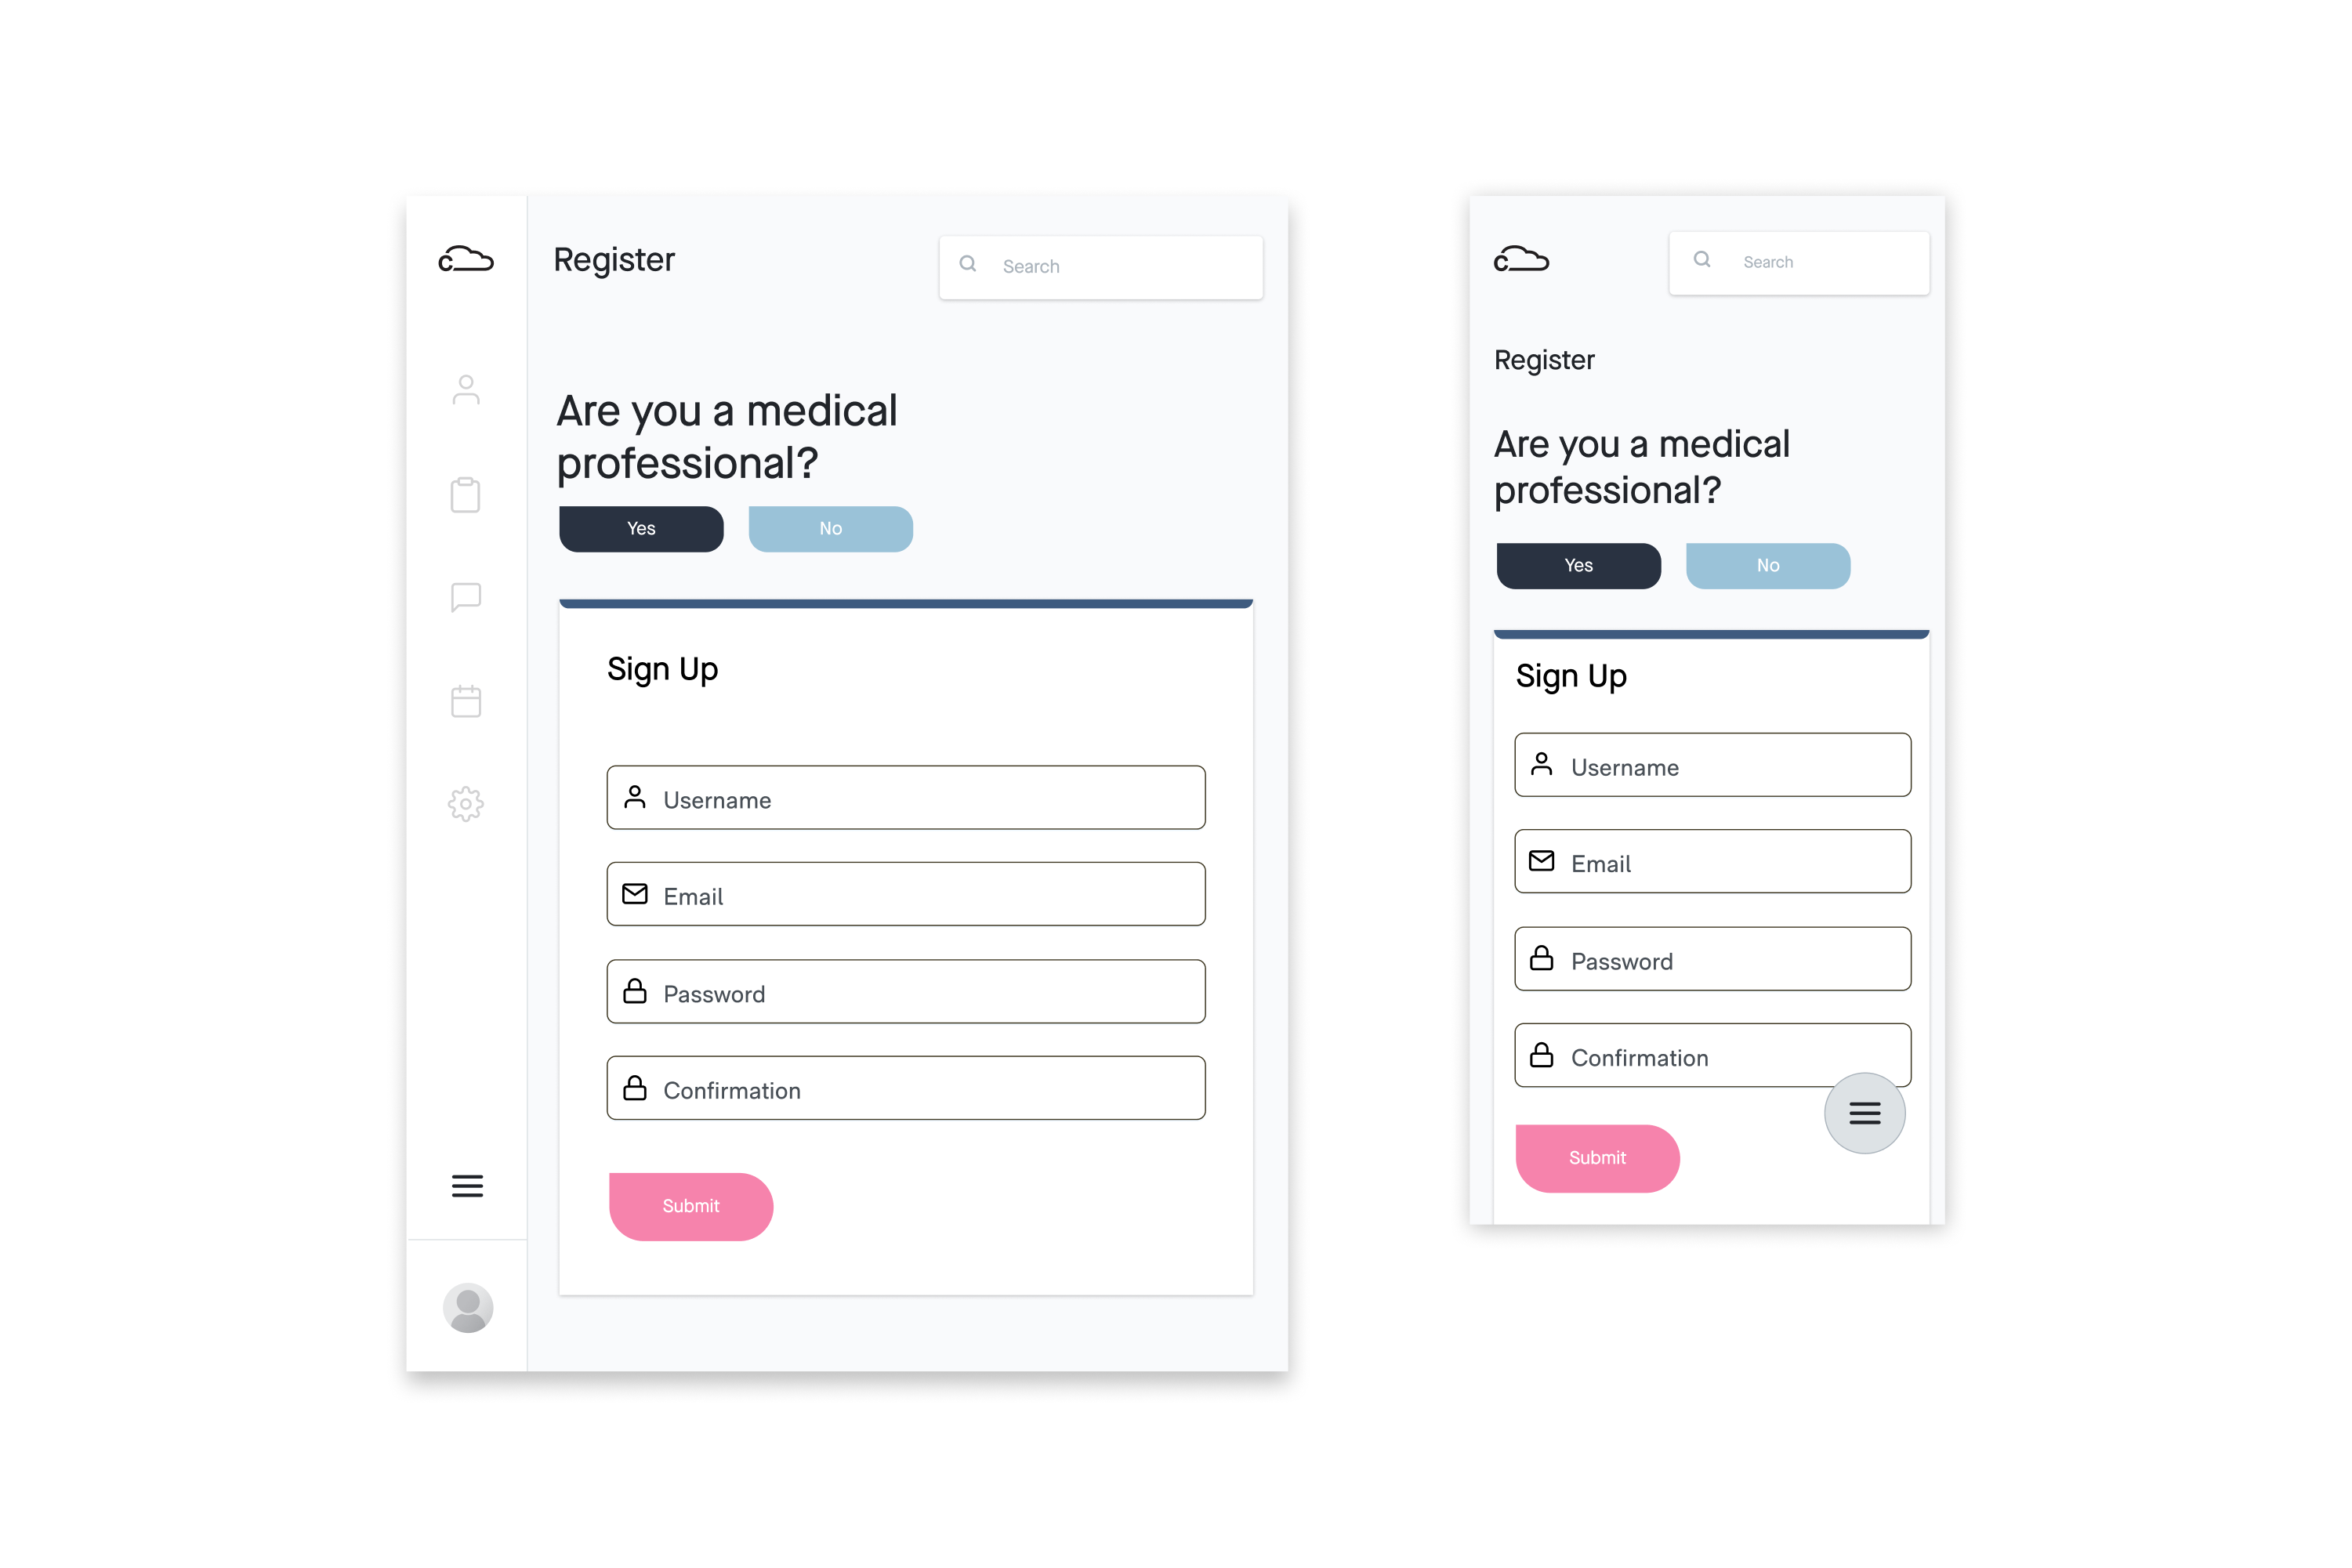 Register
Search
Are you a medical
professional?
Yes
No
Sign Up
Username
Email
Password
Confirmation
Submit
Search
Register
Are you a medical
professional?
Yes
No
Sign Up
Username
Email
Password
Confirmation
Submit